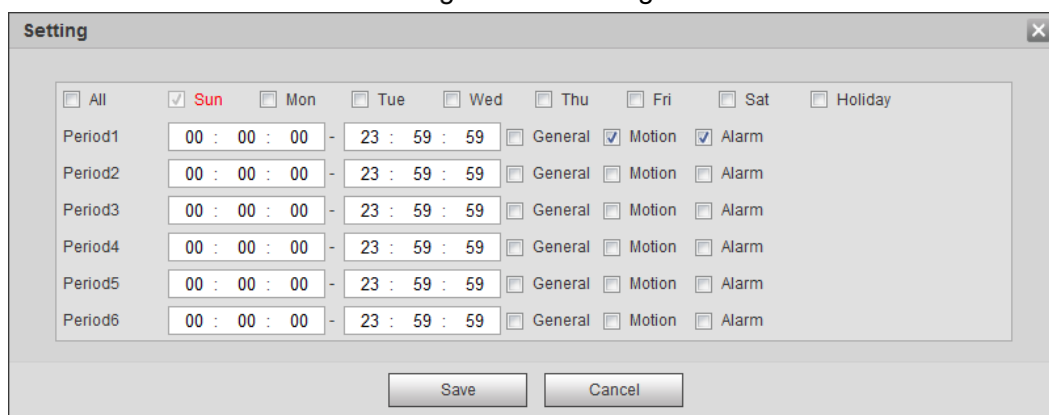 Setting
All Sun Mon Tue Wed Thu Fri Sat Holiday
Period1 00 : 00 : 00 - 23 : 59 : 59 General Motion Alarm
Period2 00 : 00 : 00 - 23 : 59 : 59 General Motion Alarm
Period3 00 : 00 : 00 - 23 : 59 : 59 General Motion Alarm
Period4 00 : 00 : 00 - 23 : 59 : 59 General Motion Alarm
Period5 00 : 00 : 00 - 23 : 59 : 59 General Motion Alarm
Period6 00 : 00 : 00 - 23 : 59 : 59 General Motion Alarm
Save Cancel